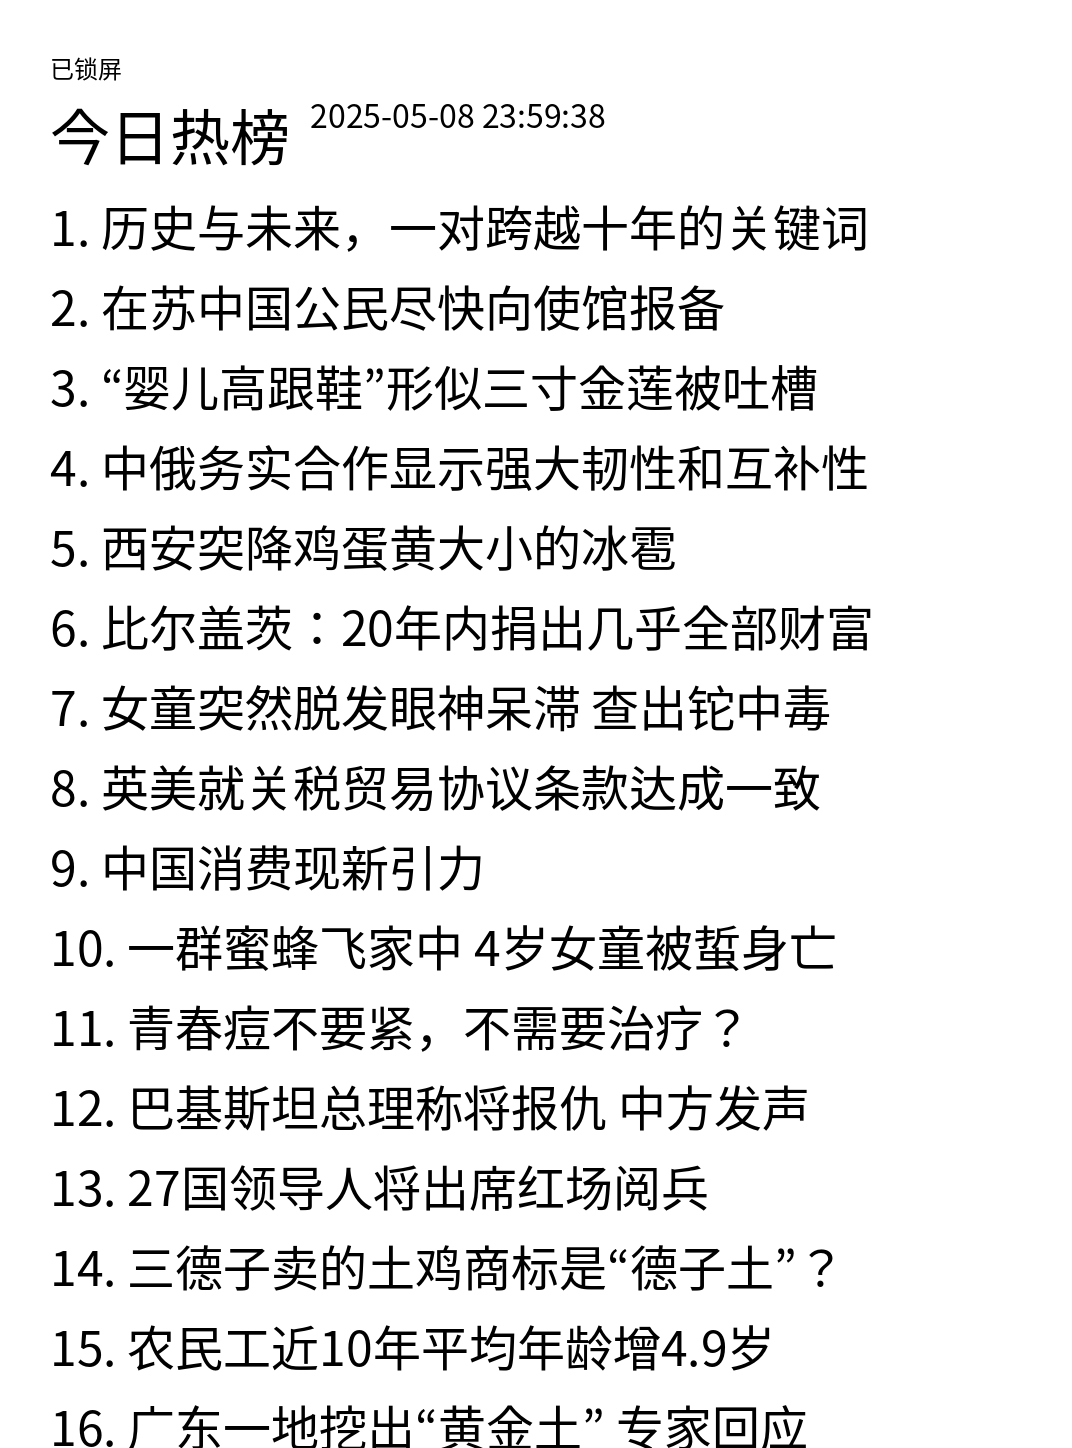 已锁屏
今日热榜 2025-05-08 23:59:38
1. 历史与未来，一对跨越十年的关键词
2. 在苏中国公民尽快向使馆报备
3. “婴儿高跟鞋”形似三寸金莲被吐槽
4. 中俄务实合作显示强大韧性和互补性
5. 西安突降鸡蛋黄大小的冰雹
6. 比尔盖茨：20年内捐出几乎全部财富
7. 女童突然脱发眼神呆滞 查出铊中毒
8. 英美就关税贸易协议条款达成一致
9. 中国消费现新引力
10. 一群蜜蜂飞家中 4岁女童被蜇身亡
11. 青春痘不要紧，不需要治疗？
12. 巴基斯坦总理称将报仇 中方发声
13. 27国领导人将出席红场阅兵
14. 三德子卖的土鸡商标是“德子土”？
15. 农民工近10年平均年龄增4.9岁
16. 广东一地挖出“黄金土” 专家回应